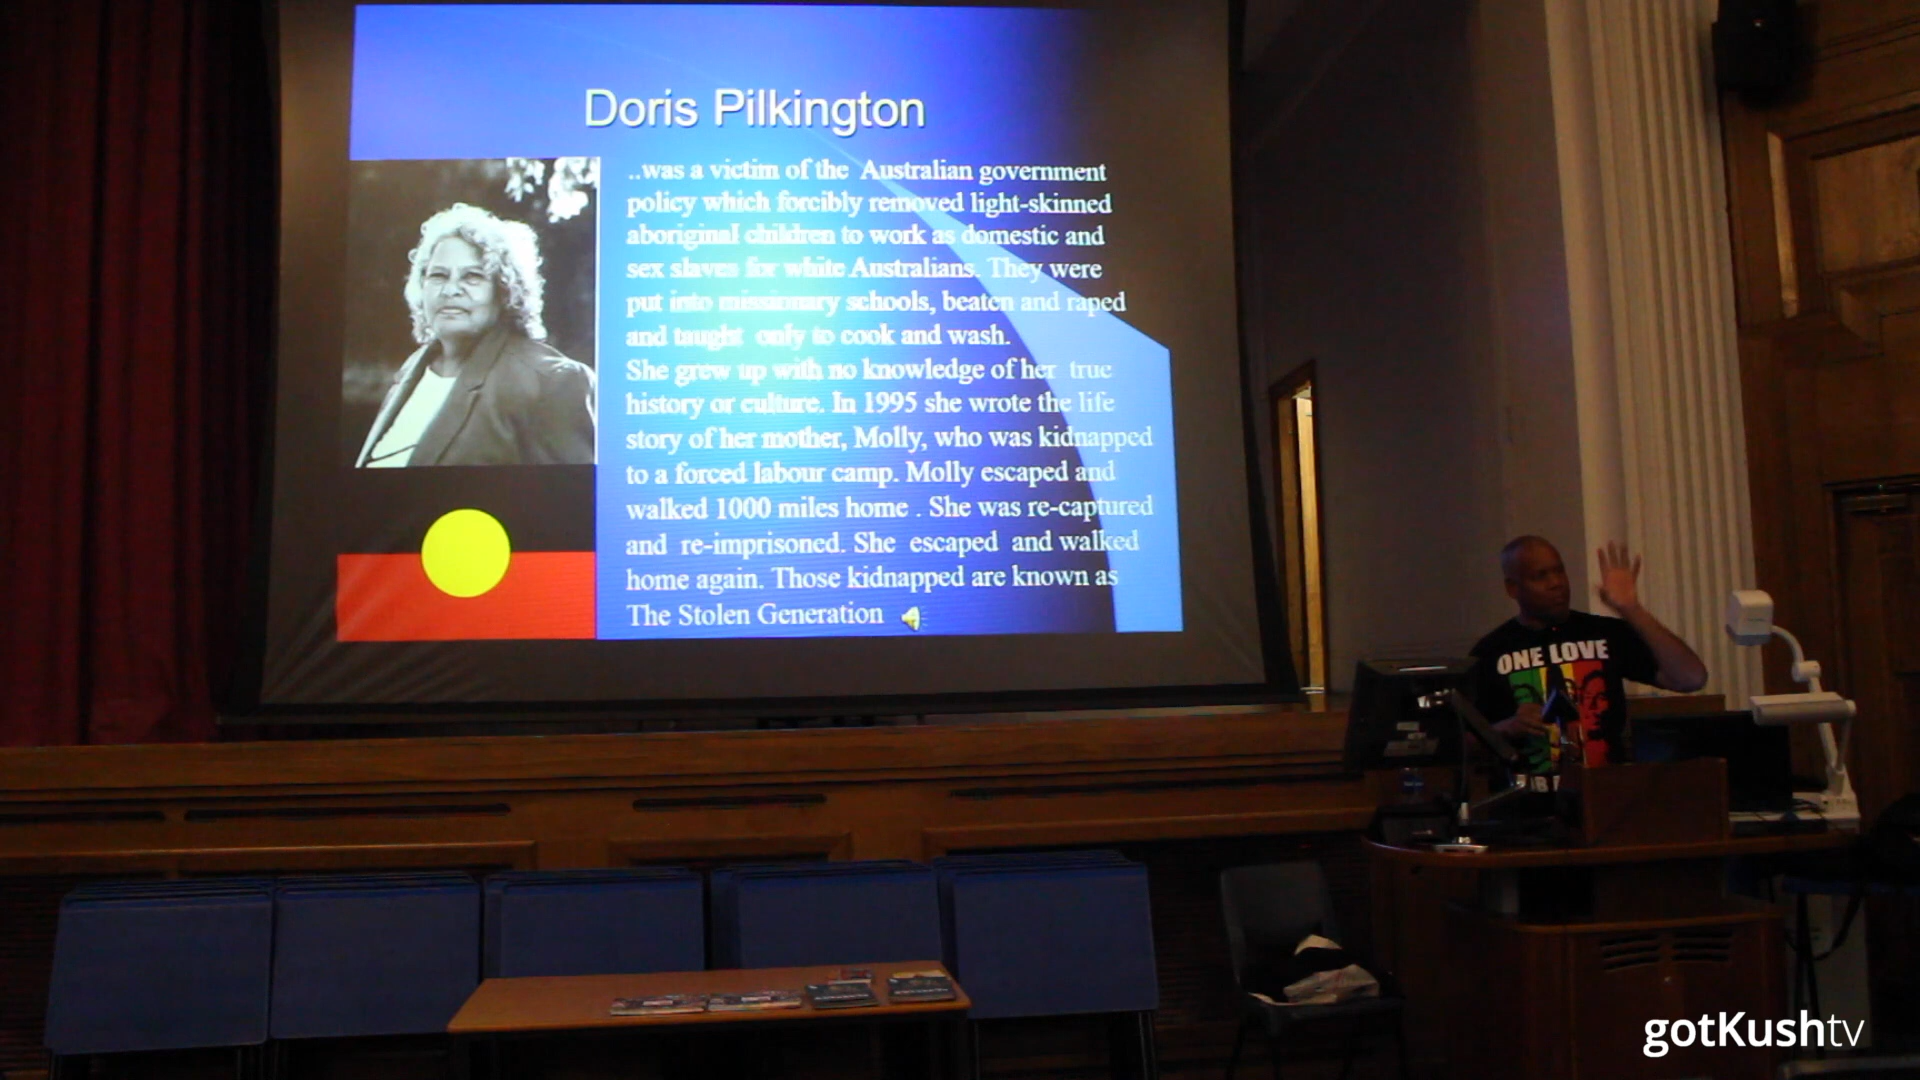 Doris Pilkington
..was a victim of the Australian government
policy which forcibly removed light-skinned
aboriginal children to work as domestic and
sex slaves for white Australians. They were
put into missionary schools, beaten and raped
and taught only to cook and wash.
She grew up with no knowledge of her true
history or culture. In 1995 she wrote the life
story of her mother, Molly, who was kidnapped
to a forced labour camp. Molly escaped and
walked 1000 miles home . She was re-captured
and re-imprisoned. She escaped and walked
home again. Those kidnapped are known as
The Stolen Generation
ONE LOVE
gotKushtv